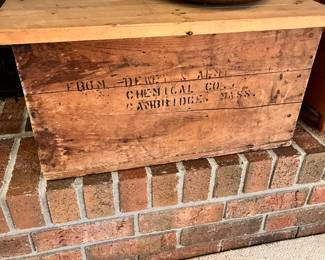 FROM DEWEY & ALMY
CHEMICAL CO.,
CAMBRIDGE, MASS.